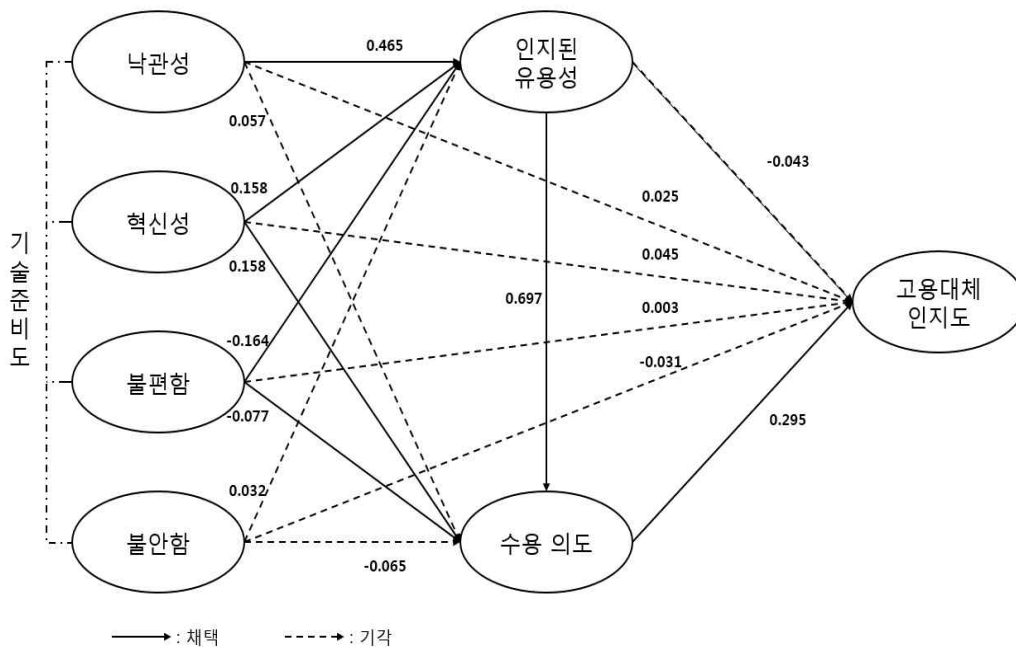 낙관성
0.465
인지된
유용성
0.057
-0.043
0.158
혁신성
0.025
0.158
0.045
기술준비도
0.697
고용대체
인지도
0.003
-0.164
-0.031
불편함
-0.077
0.295
0.032
불안함
수용 의도
-0.065
: 채택
: 기각